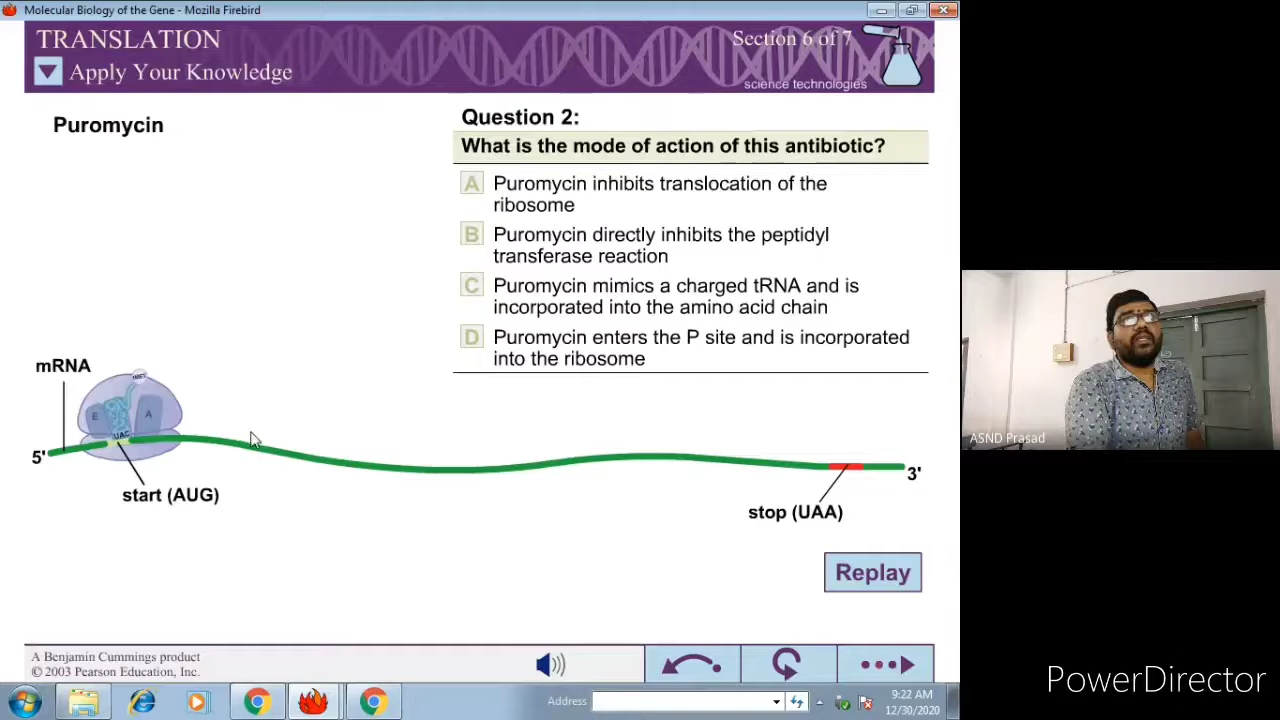 Molecular Biology of the Gene - Mozilla Firebird
TRANSLATION
Section 6 of 7
Apply Your Knowledge
science technologies
Puromycin
Question 2:
What is the mode of action of this antibiotic?
A Puromycin inhibits translocation of the
ribosome
B Puromycin directly inhibits the peptidyl
transferase reaction
C Puromycin mimics a charged tRNA and is
incorporated into the amino acid chain
D Puromycin enters the P site and is incorporated
into the ribosome
mRNA
E
A
UAC
5'
3'
start (AUG)
stop (UAA)
Replay
A Benjamin Cummings product
© 2003 Pearson Education, Inc.
Address
9:22 AM
12/30/2020
ASND Prasad
PowerDirector